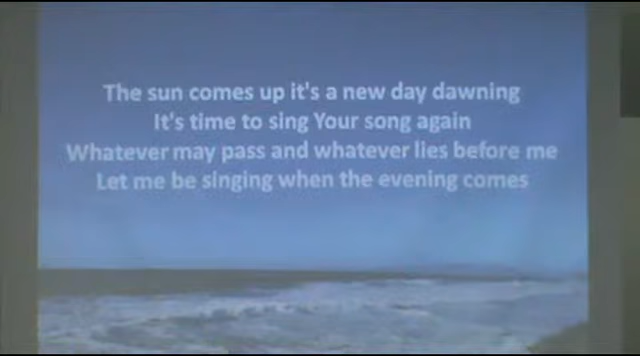 The sun comes up it's a new day dawning
It's time to sing Your song again
Whatever may pass and whatever lies before me
Let me be singing when the evening comes